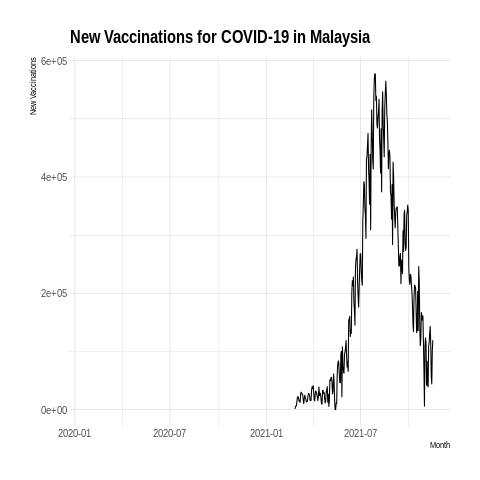 New Vaccinations for COVID-19 in Malaysia
New Vaccinations
6e+05
4e+05
2e+05
0e+00
2020-01 2020-07 2021-01 2021-07
Month